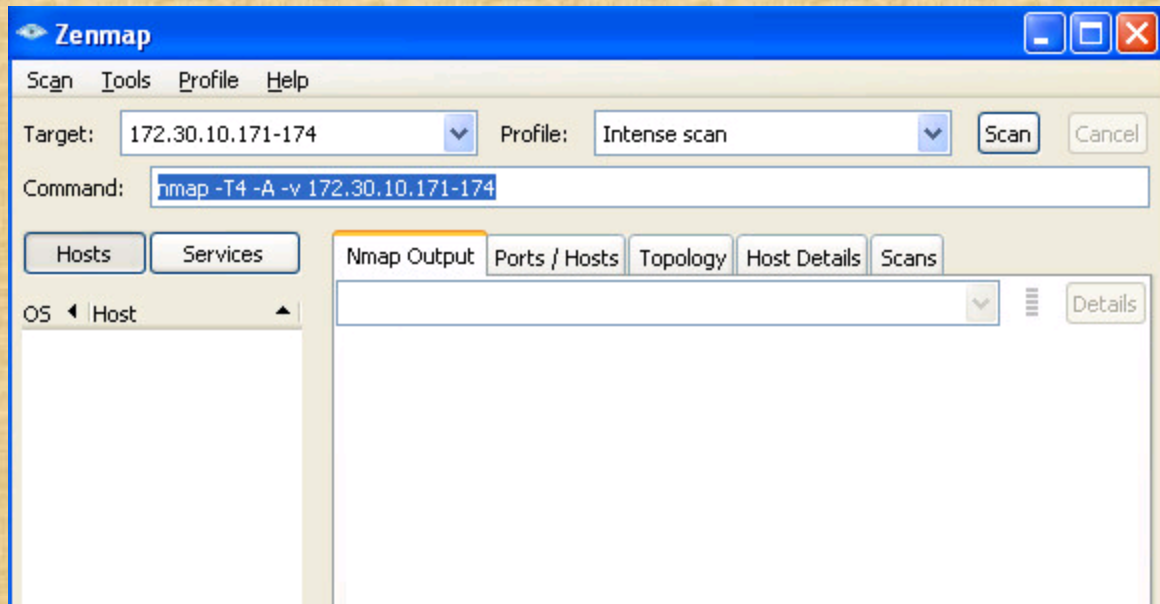 Zenmap
Scan Tools Profile Help
Target: 172.30.10.171-174 Profile: Intense scan Scan Cancel
Command: nmap -T4 -A -v 172.30.10.171-174
Hosts Services Nmap Output Ports / Hosts Topology Host Details Scans
OS Host Details